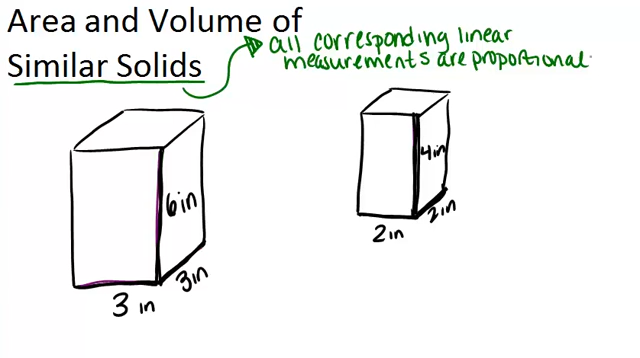 Area and Volume of
Similar Solids
all corresponding linear
measurements are proportional
6in
3in
3 in
4in
2in
2in